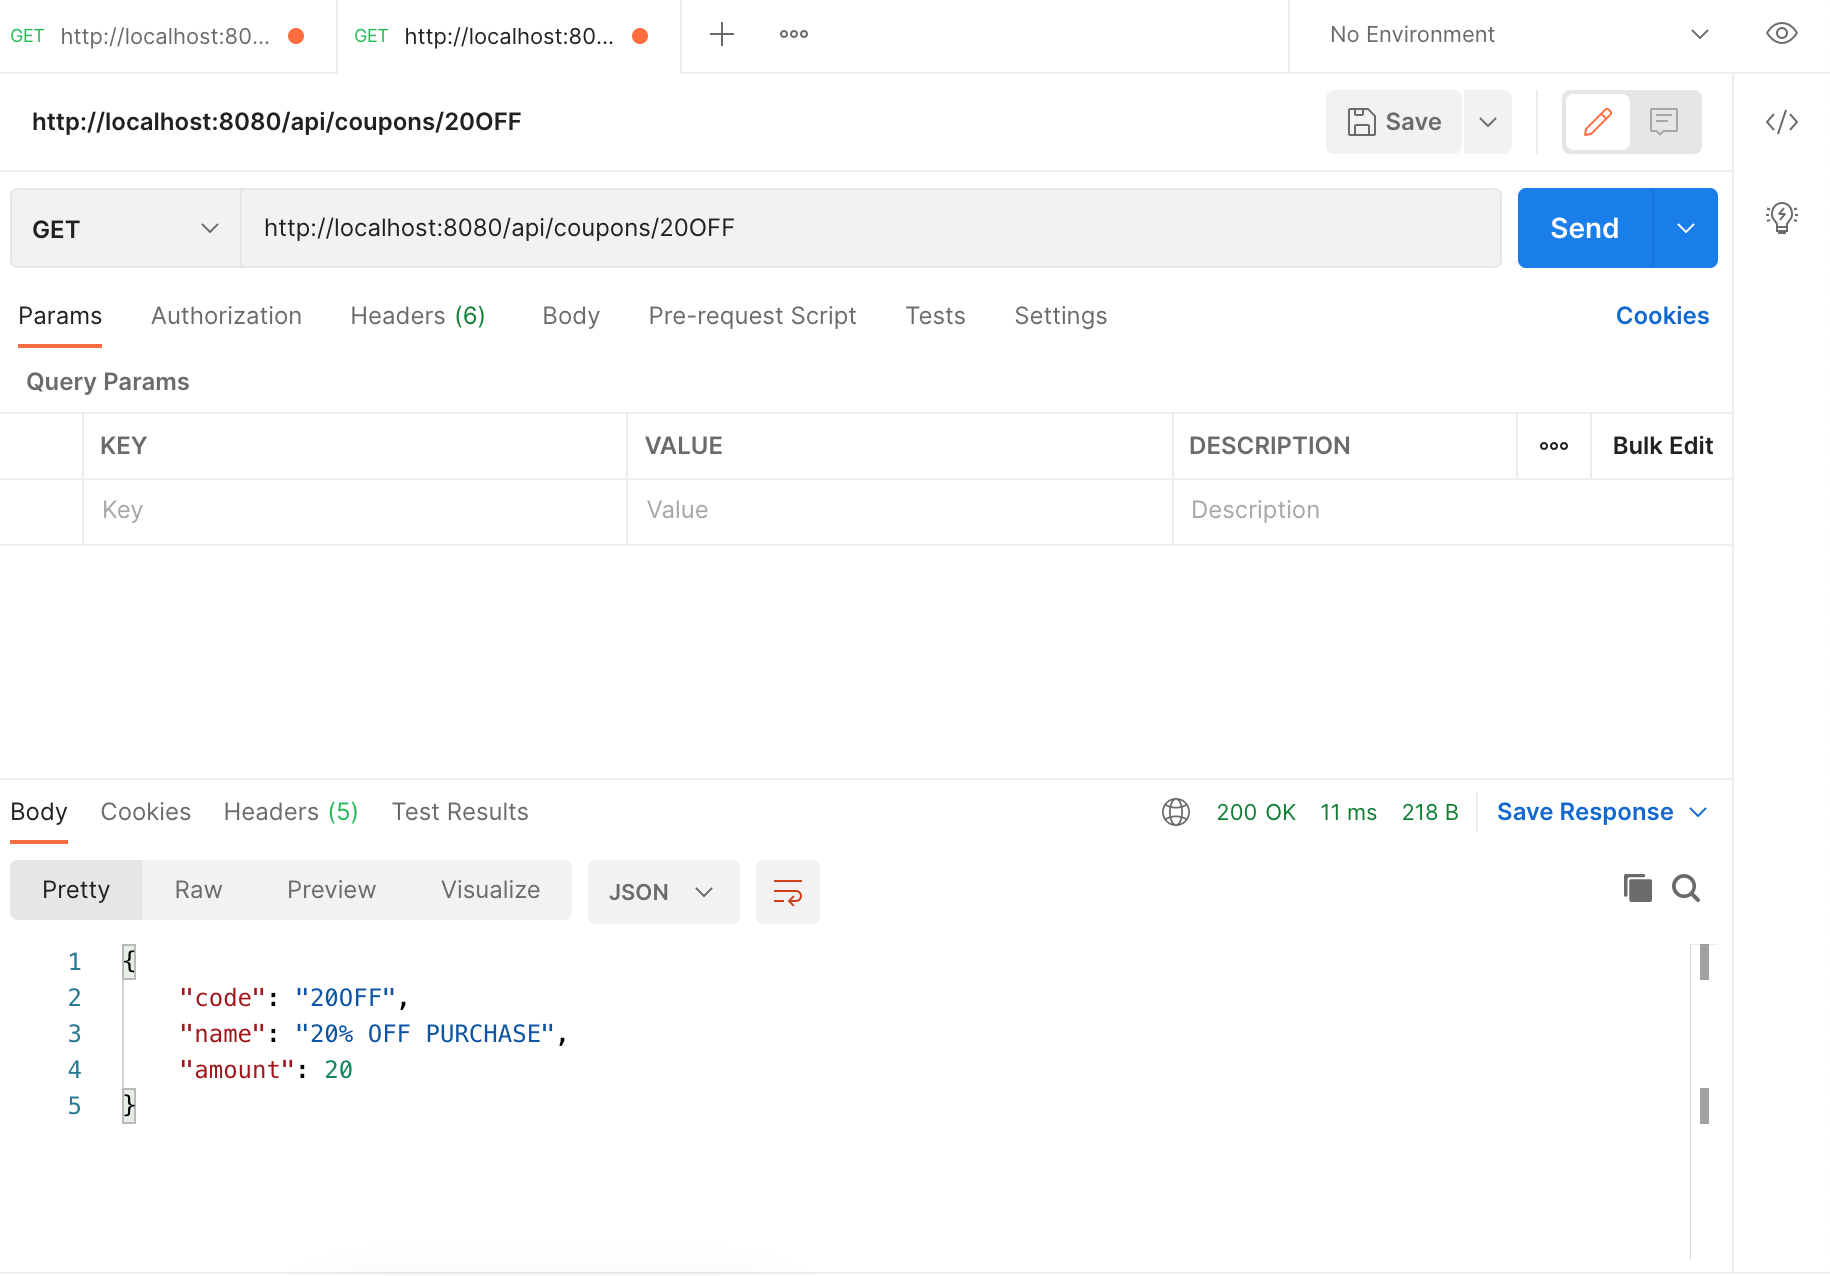 GET http://localhost:80... GET http://localhost:80... No Environment
http://localhost:8080/api/coupons/20OFF Save
GET http://localhost:8080/api/coupons/20OFF Send
Params Authorization Headers (6) Body Pre-request Script Tests Settings Cookies
Query Params
KEY VALUE DESCRIPTION Bulk Edit
Key Value Description
Body Cookies Headers (5) Test Results 200 OK 11 ms 218 B Save Response
Pretty Raw Preview Visualize JSON
1 {
2 "code": "20OFF",
3 "name": "20% OFF PURCHASE",
4 "amount": 20
5 }